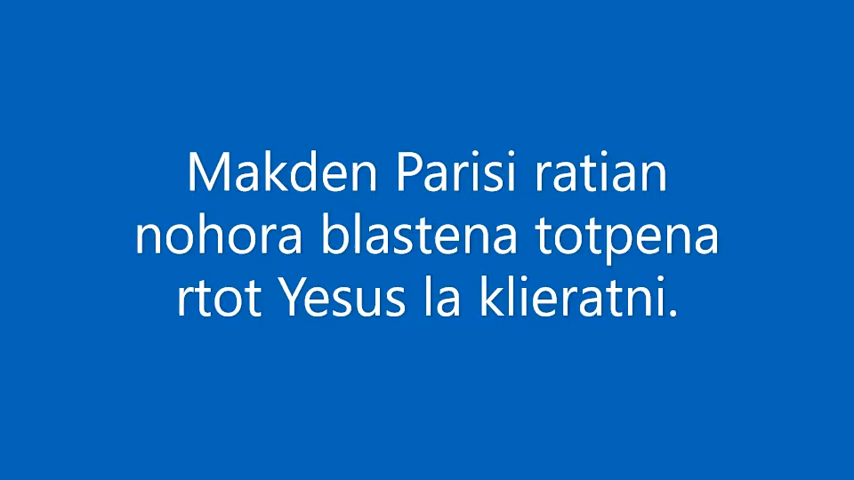 Makden Parisi ratian
nohora blastena totpena
rtot Yesus la klieratni.